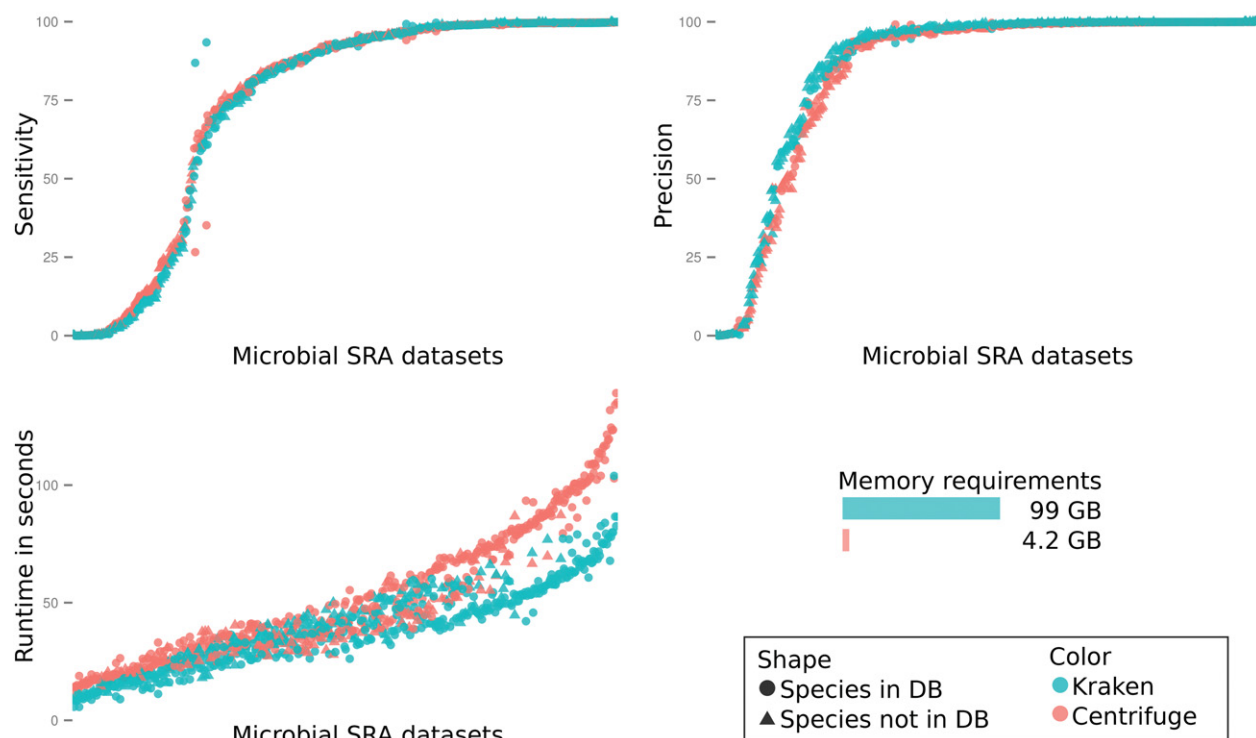 100
75
50
25
0
Sensitivity
Microbial SRA datasets
100
75
50
25
0
Precision
Microbial SRA datasets
100
50
0
Runtime in seconds
Microbial SRA datasets
Memory requirements
99 GB
4.2 GB
Shape
Species in DB
Species not in DB
Color
Kraken
Centrifuge